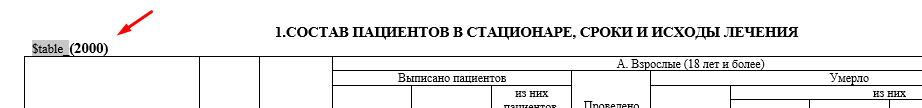 1.СОСТАВ ПАЦИЕНТОВ В СТАЦИОНАРЕ, СРОКИ И ИСХОДЫ ЛЕЧЕНИЯ
$table_(2000)
А. Взрослые (18 лет и более)
Выписано пациентов
Умерло
из них
пациентов
Проведено
из них